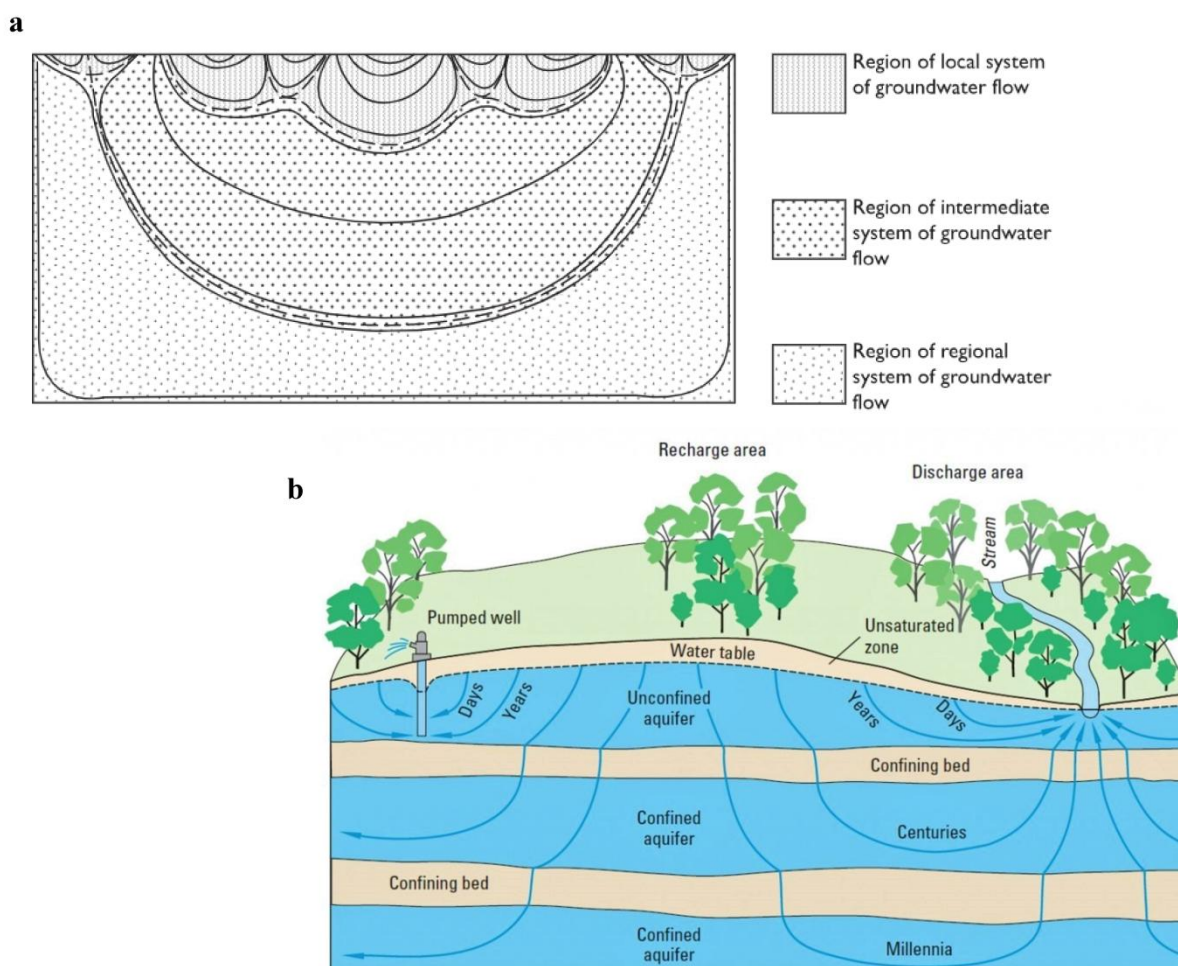 a
Region of local system
of groundwater flow
Region of intermediate
system of groundwater
flow
Region of regional
system of groundwater
flow
b
Recharge area
Discharge area
Stream
Pumped well
Unsaturated
zone
Water table
Days
Years
Unconfined
aquifer
Years
Days
Confining bed
Confined
aquifer
Centuries
Confining bed
Confined
aquifer
Millennia